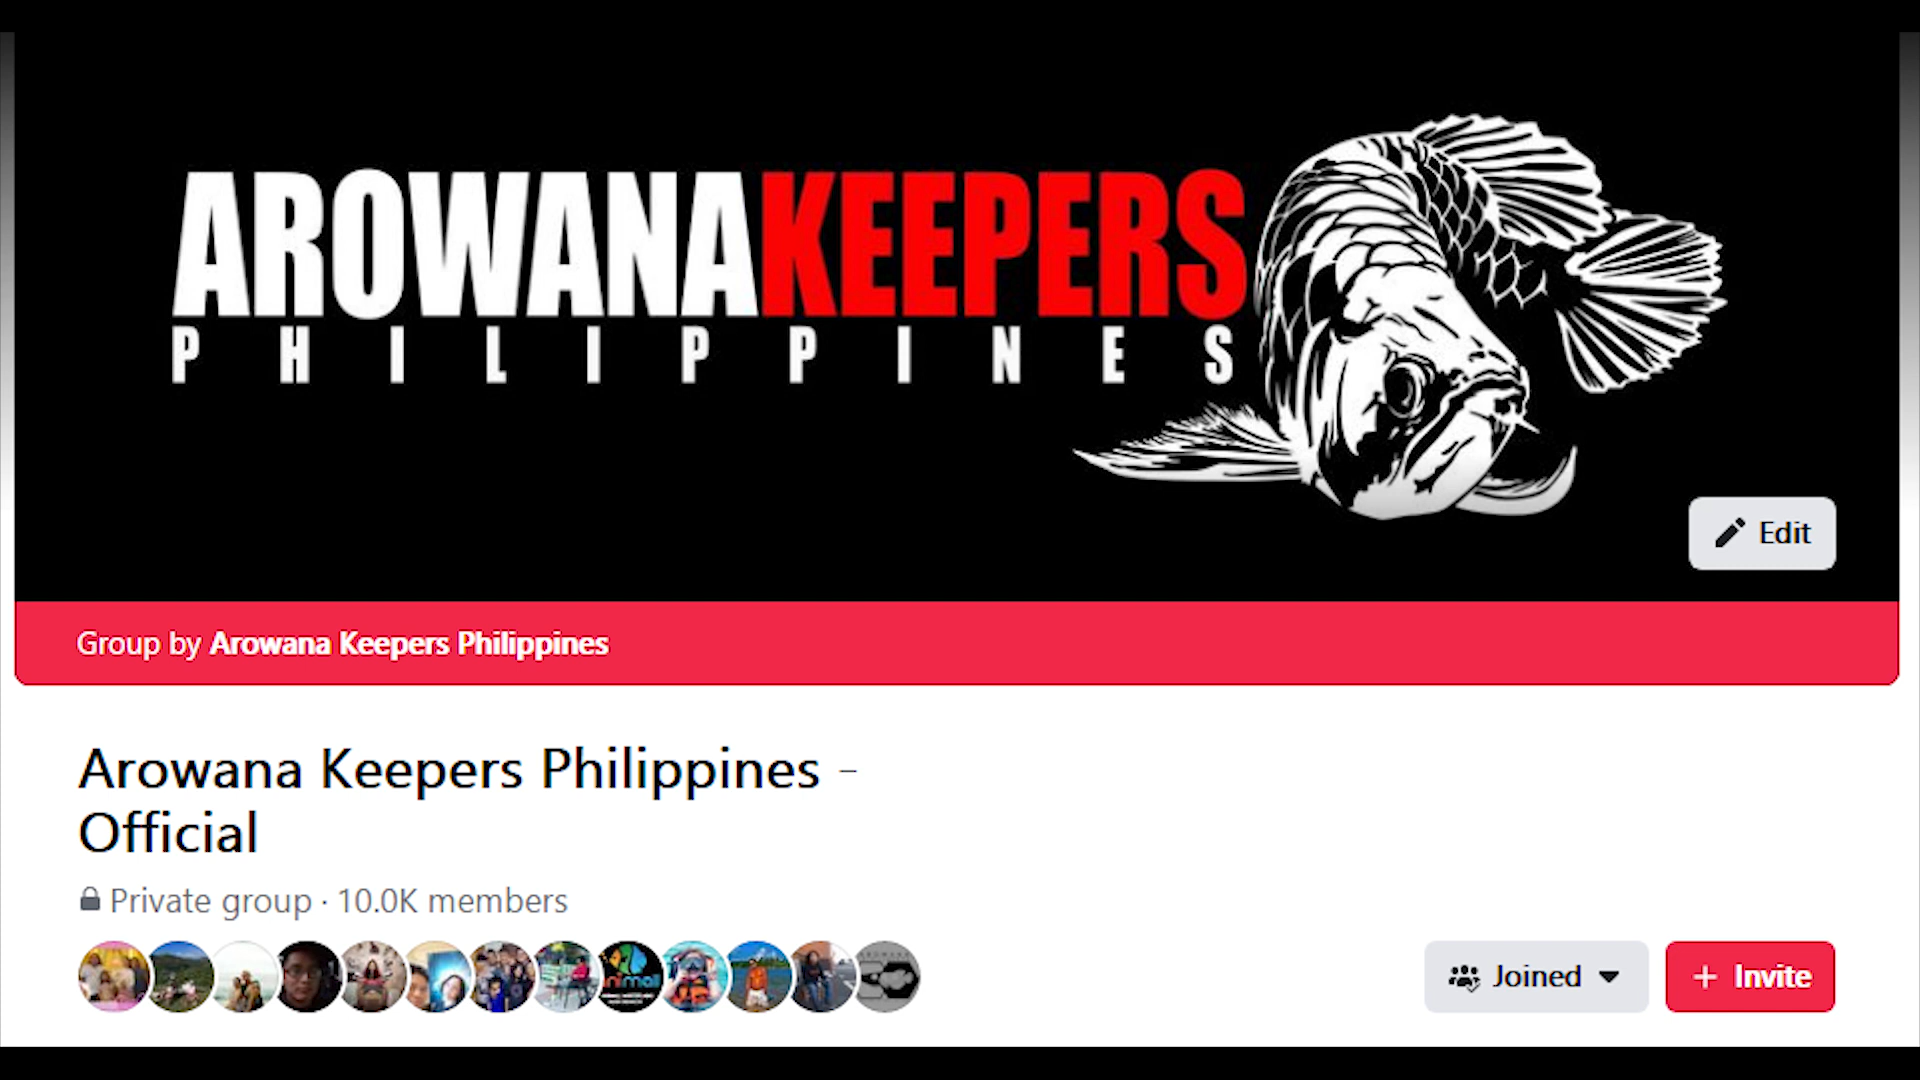 AROWANAKEEPERS
PHILIPPINES
Edit
Group by Arowana Keepers Philippines
Arowana Keepers Philippines -
Official
Private group · 10.0K members
Joined
+ Invite